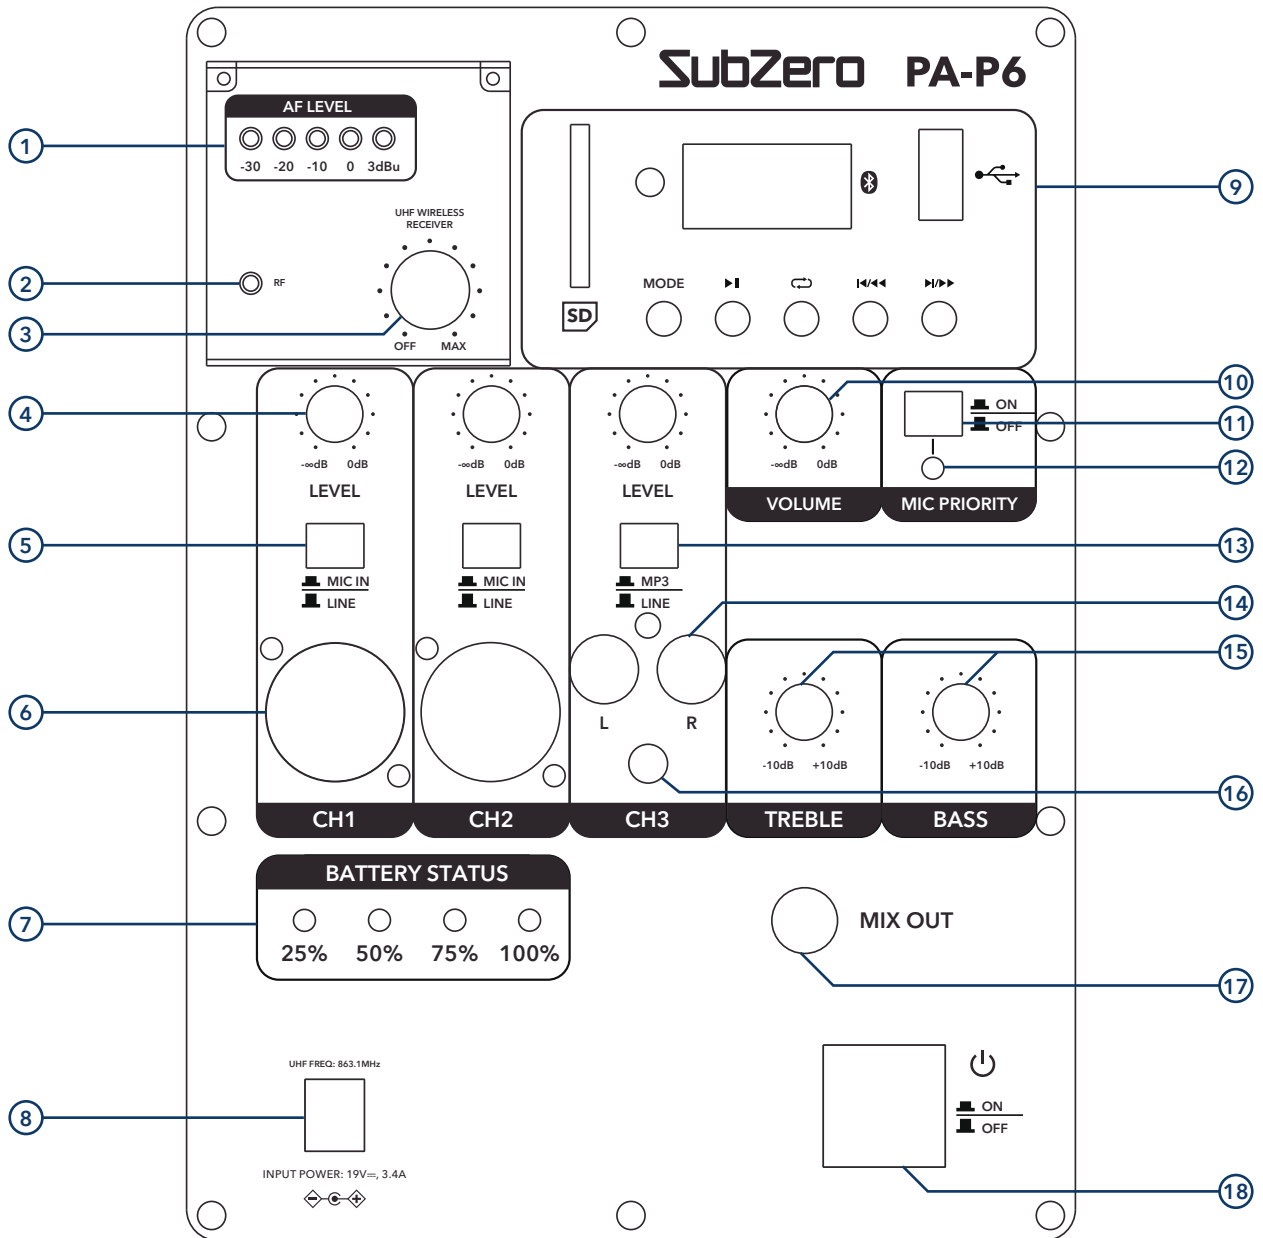 SubZero PA-P6
AF LEVEL
-30 -20 -10 0 3dBu
UHF WIRELESS
RECEIVER
RF
OFF MAX
SD
MODE
1
2
3
4
5
6
7
8
9
10
11
12
13
14
15
16
17
18
-∞dB 0dB
LEVEL
MIC IN
LINE
CH1
-∞dB 0dB
LEVEL
MIC IN
LINE
CH2
-∞dB 0dB
LEVEL
MP3
LINE
L R
CH3
-∞dB 0dB
VOLUME
ON
OFF
MIC PRIORITY
-10dB +10dB
TREBLE
-10dB +10dB
BASS
BATTERY STATUS
25% 50% 75% 100%
MIX OUT
UHF FREQ: 863.1MHz
INPUT POWER: 19V⎓, 3.4A
ON
OFF